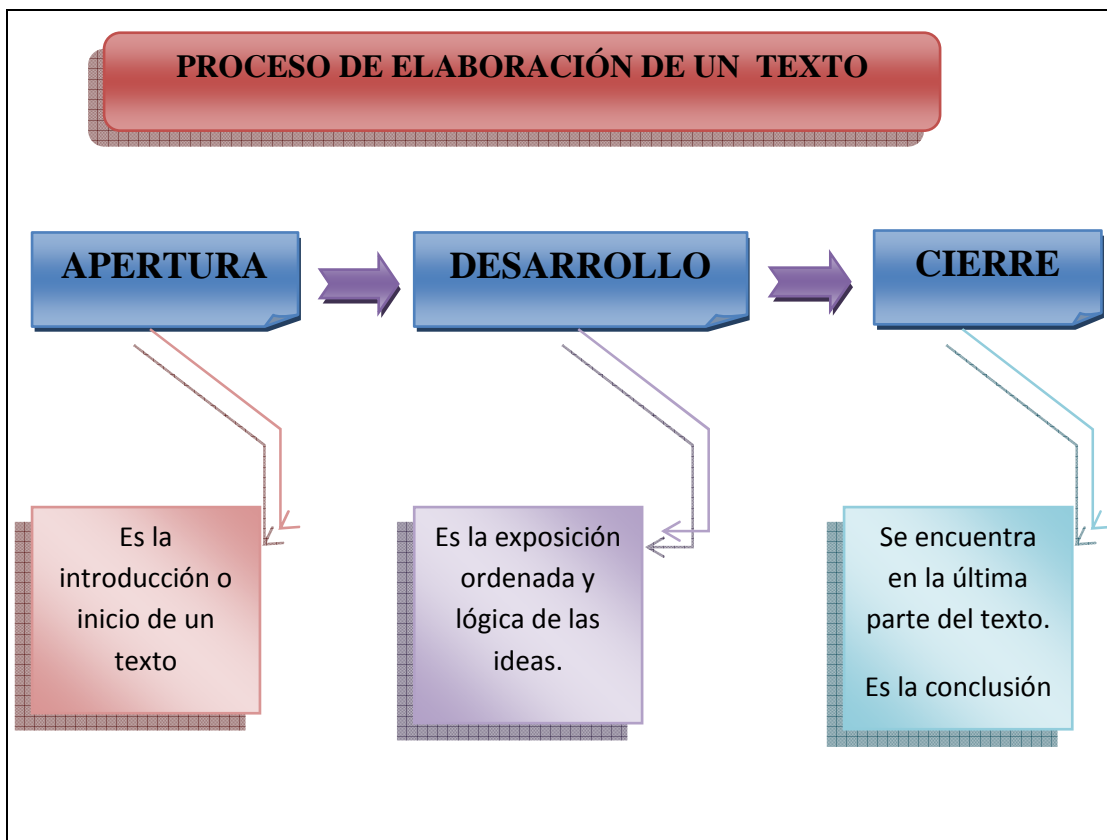 PROCESO DE ELABORACIÓN DE UN TEXTO
APERTURA
DESARROLLO
CIERRE
Es la
introducción o
inicio de un
texto
Es la exposición
ordenada y
lógica de las
ideas.
Se encuentra
en la última
parte del texto.
Es la conclusión